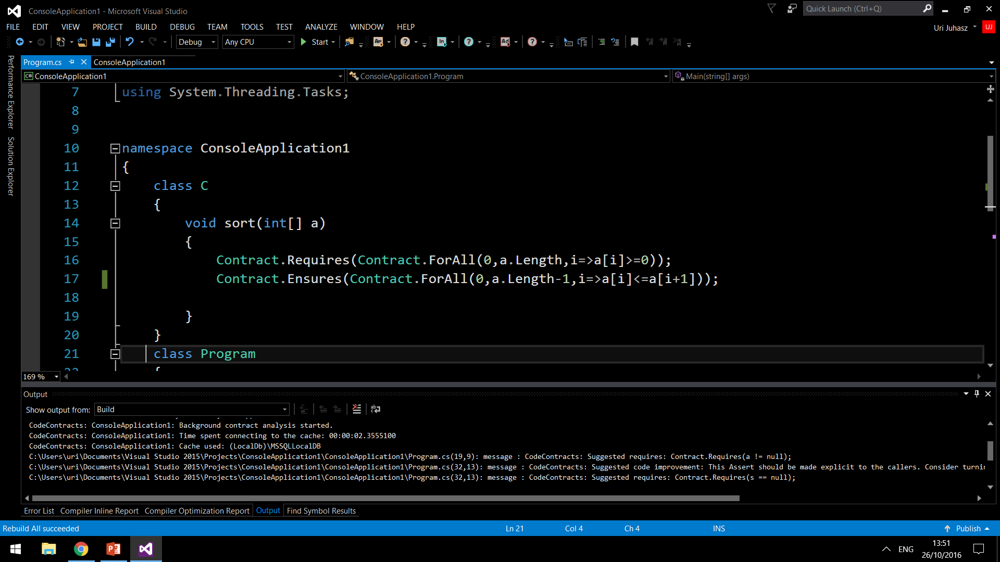 ConsoleApplication1 - Microsoft Visual Studio
Quick Launch (Ctrl+Q)
FILE EDIT VIEW PROJECT BUILD DEBUG TEAM TOOLS TEST ANALYZE WINDOW HELP
Uri Juhasz UJ
Debug Any CPU Start Am In Ad
Performance Explorer
Solution Explorer
Program.cs ConsoleApplication1
C# ConsoleApplication1 ConsoleApplication1.Program Main(string[] args)
7 using System.Threading.Tasks;
8
9
10 namespace ConsoleApplication1
11 {
12 class C
13 {
14 void sort(int[] a)
15 {
16 Contract.Requires(Contract.ForAll(0,a.Length,i=>a[i]>=0));
17 Contract.Ensures(Contract.ForAll(0,a.Length-1,i=>a[i]<=a[i+1]));
18
19 }
20 }
21 class Program
169 %
Output
Show output from: Build
CodeContracts: ConsoleApplication1: Background contract analysis started.
CodeContracts: ConsoleApplication1: Time spent connecting to the cache: 00:00:02.3555100
CodeContracts: ConsoleApplication1: Cache used: (LocalDb)\MSSQLLocalDB
C:\Users\uri\Documents\Visual Studio 2015\Projects\ConsoleApplication1\ConsoleApplication1\Program.cs(19,9): message : CodeContracts: Suggested requires: Contract.Requires(a != null);
C:\Users\uri\Documents\Visual Studio 2015\Projects\ConsoleApplication1\ConsoleApplication1\Program.cs(32,13): message : CodeContracts: Suggested code improvement: This Assert should be made explicit to the callers. Consider turnin
C:\Users\uri\Documents\Visual Studio 2015\Projects\ConsoleApplication1\ConsoleApplication1\Program.cs(32,13): message : CodeContracts: Suggested requires: Contract.Requires(s == null);
Error List Compiler Inline Report Compiler Optimization Report Output Find Symbol Results
Rebuild All succeeded Ln 21 Col 4 Ch 4 INS Publish
ENG
13:51
26/10/2016